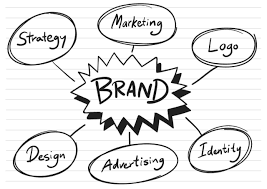 Marketing
Strategy
Logo
BRAND
Design
Advertising
Identity